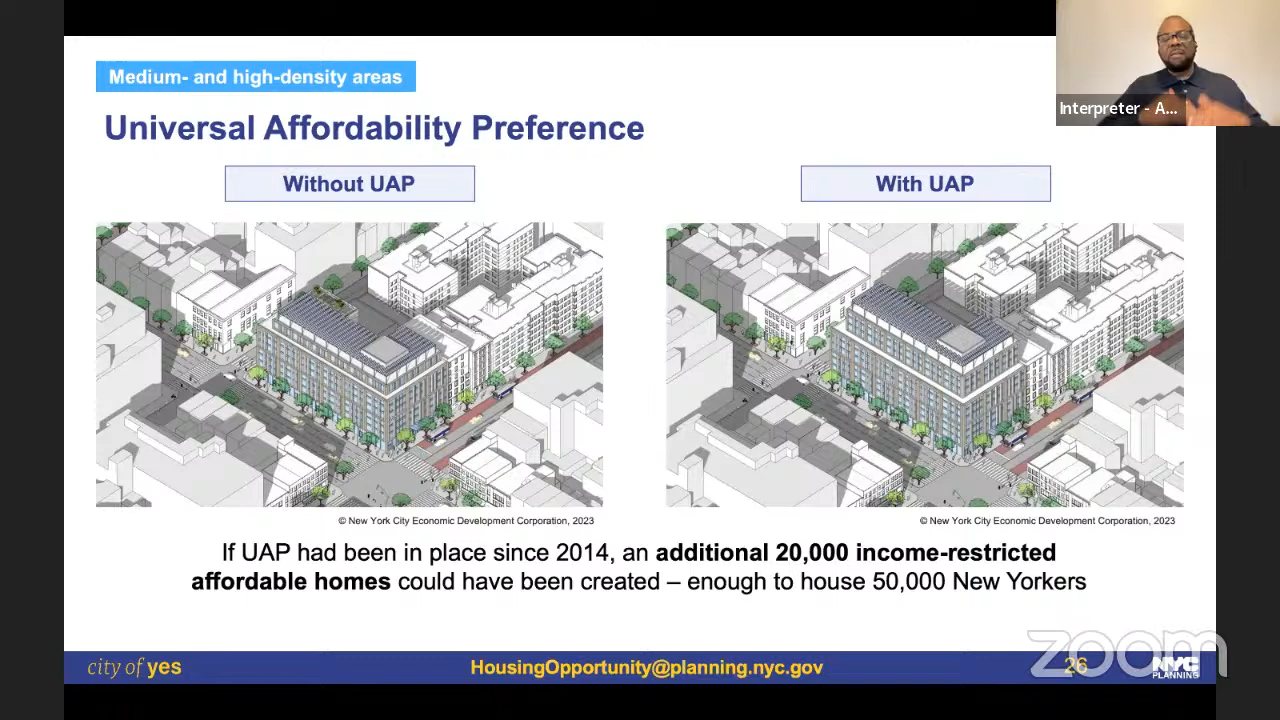 Medium- and high-density areas
Interpreter - A...
Universal Affordability Preference
Without UAP
With UAP
© New York City Economic Development Corporation, 2023
© New York City Economic Development Corporation, 2023
If UAP had been in place since 2014, an additional 20,000 income-restricted
affordable homes could have been created – enough to house 50,000 New Yorkers
zoom
city of yes
HousingOpportunity@planning.nyc.gov
26
NYC
PLANNING